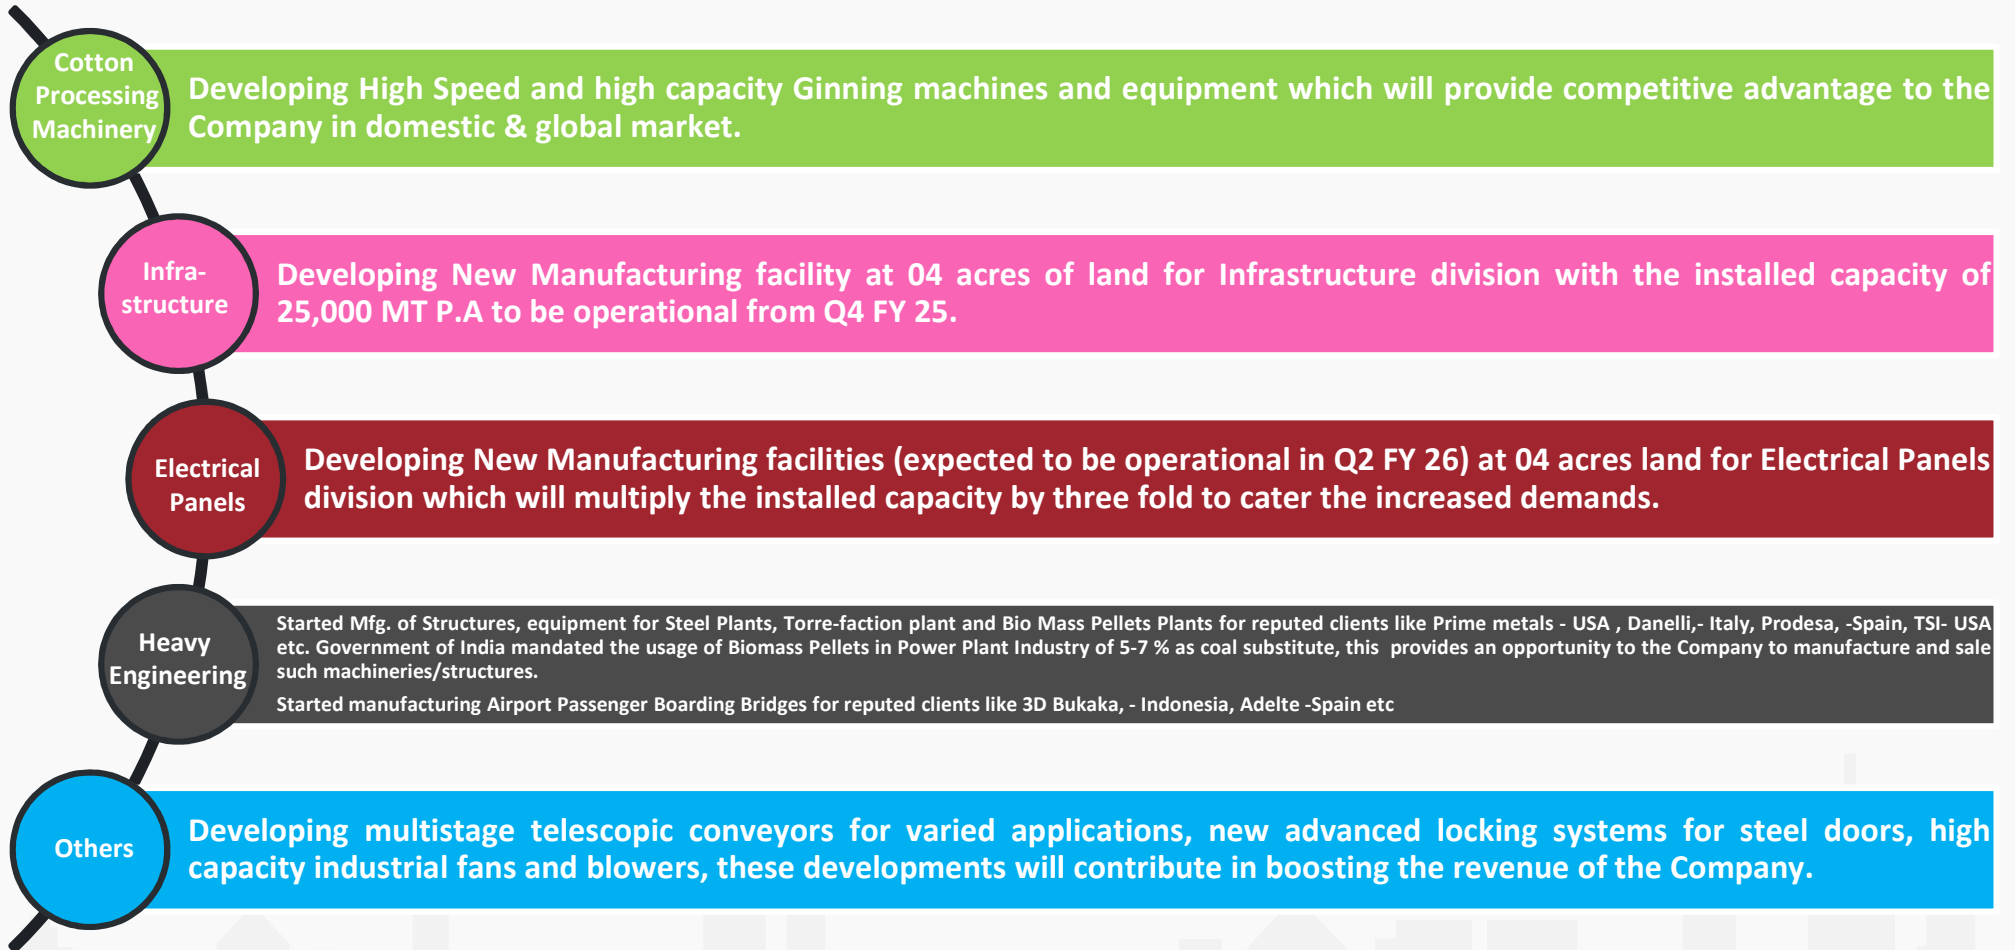 Cotton
Processing
Machinery
Developing High Speed and high capacity Ginning machines and equipment which will provide competitive advantage to the
Company in domestic & global market.
Infra-
structure
Developing New Manufacturing facility at 04 acres of land for Infrastructure division with the installed capacity of
25,000 MT P.A to be operational from Q4 FY 25.
Electrical
Panels
Developing New Manufacturing facilities (expected to be operational in Q2 FY 26) at 04 acres land for Electrical Panels
division which will multiply the installed capacity by three fold to cater the increased demands.
Heavy
Engineering
Started Mfg. of Structures, equipment for Steel Plants, Torre-faction plant and Bio Mass Pellets Plants for reputed clients like Prime metals - USA , Danelli,- Italy, Prodesa, -Spain, TSI- USA
etc. Government of India mandated the usage of Biomass Pellets in Power Plant Industry of 5-7 % as coal substitute, this provides an opportunity to the Company to manufacture and sale
such machineries/structures.
Started manufacturing Airport Passenger Boarding Bridges for reputed clients like 3D Bukaka, - Indonesia, Adelte -Spain etc
Others
Developing multistage telescopic conveyors for varied applications, new advanced locking systems for steel doors, high
capacity industrial fans and blowers, these developments will contribute in boosting the revenue of the Company.